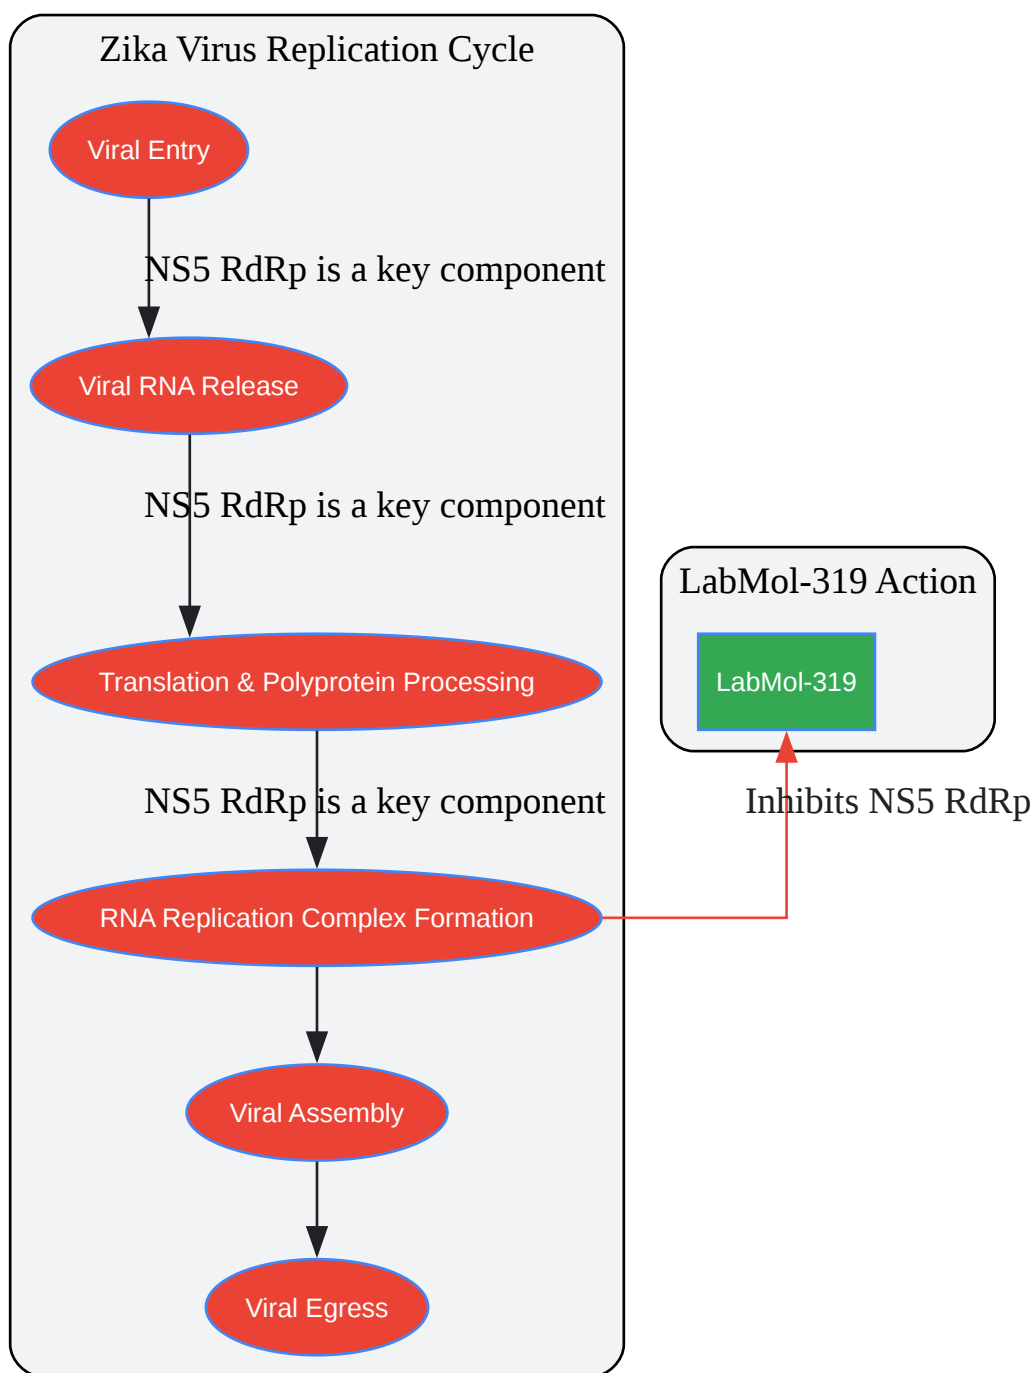 Zika Virus Replication Cycle
Viral Entry
NS5 RdRp is a key component
Viral RNA Release
NS5 RdRp is a key component
Translation & Polyprotein Processing
NS5 RdRp is a key component
RNA Replication Complex Formation
Viral Assembly
Viral Egress
LabMol-319 Action
LabMol-319
Inhibits NS5 RdRp